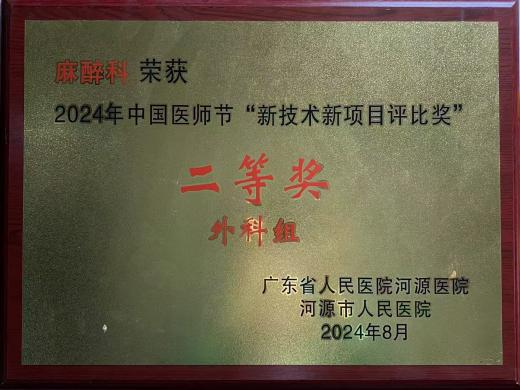 麻醉科 荣获
2024年中国医师节“新技术新项目评比奖”
二等奖
外科组
广东省人民医院河源医院
河源市人民医院
2024年8月